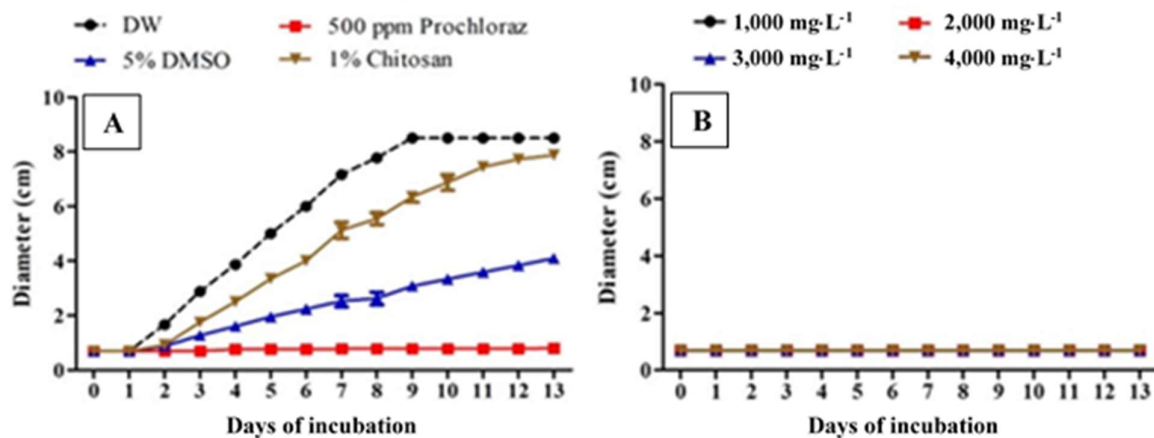 DW
500 ppm Prochloraz
5% DMSO
1% Chitosan
A
Diameter (cm)
10
8
6
4
2
0
0 1 2 3 4 5 6 7 8 9 10 11 12 13
Days of incubation
1,000 mg·L⁻¹
2,000 mg·L⁻¹
3,000 mg·L⁻¹
4,000 mg·L⁻¹
B
Diameter (cm)
10
8
6
4
2
0
0 1 2 3 4 5 6 7 8 9 10 11 12 13
Days of incubation